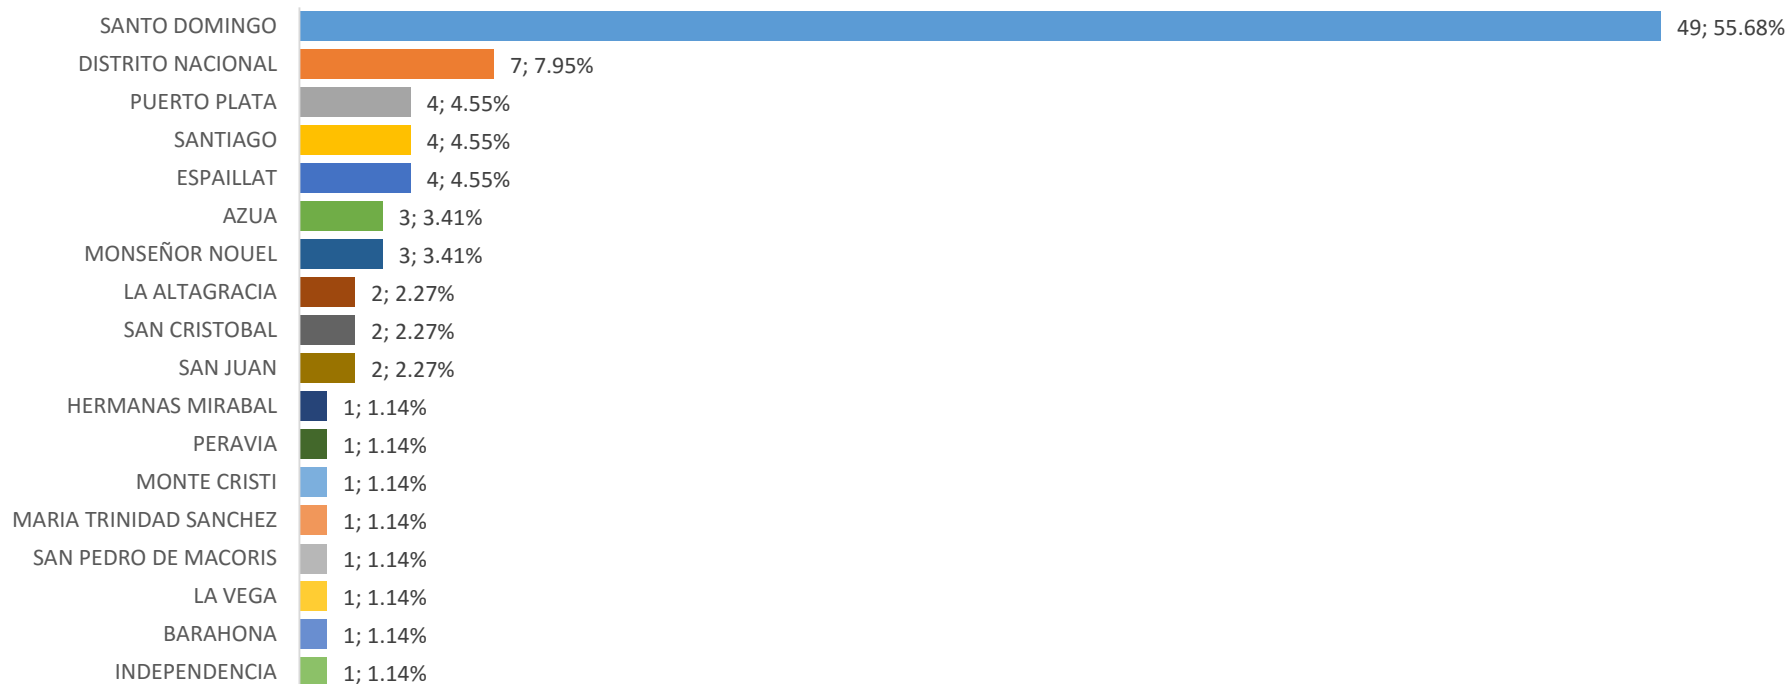 SANTO DOMINGO 49; 55.68%
DISTRITO NACIONAL 7; 7.95%
PUERTO PLATA 4; 4.55%
SANTIAGO 4; 4.55%
ESPAILLAT 4; 4.55%
AZUA 3; 3.41%
MONSEÑOR NOUEL 3; 3.41%
LA ALTAGRACIA 2; 2.27%
SAN CRISTOBAL 2; 2.27%
SAN JUAN 2; 2.27%
HERMANAS MIRABAL 1; 1.14%
PERAVIA 1; 1.14%
MONTE CRISTI 1; 1.14%
MARIA TRINIDAD SANCHEZ 1; 1.14%
SAN PEDRO DE MACORIS 1; 1.14%
LA VEGA 1; 1.14%
BARAHONA 1; 1.14%
INDEPENDENCIA 1; 1.14%